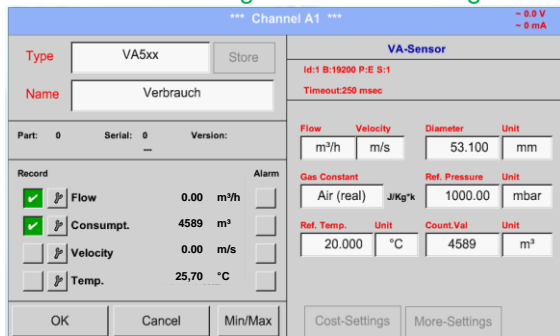 *** Channel A1 ***
~ 0.0 V
~ 0 mA
Type
VA5xx
Store
Name
Verbrauch
Part: 0 Serial: 0 Version:
---
Record
Alarm
Flow 0.00 m³/h
Consumpt. 4589 m³
Velocity 0.00 m/s
Temp. 25,70 °C
OK
Cancel
Min/Max
VA-Sensor
Id:1 B:19200 P:E S:1
Timeout:250 msec
Flow Velocity Diameter Unit
m³/h m/s 53.100 mm
Gas Constant Ref. Pressure Unit
Air (real) J/Kg*k 1000.00 mbar
Ref. Temp. Unit Count.Val Unit
20.000 °C 4589 m³
Cost-Settings
More-Settings